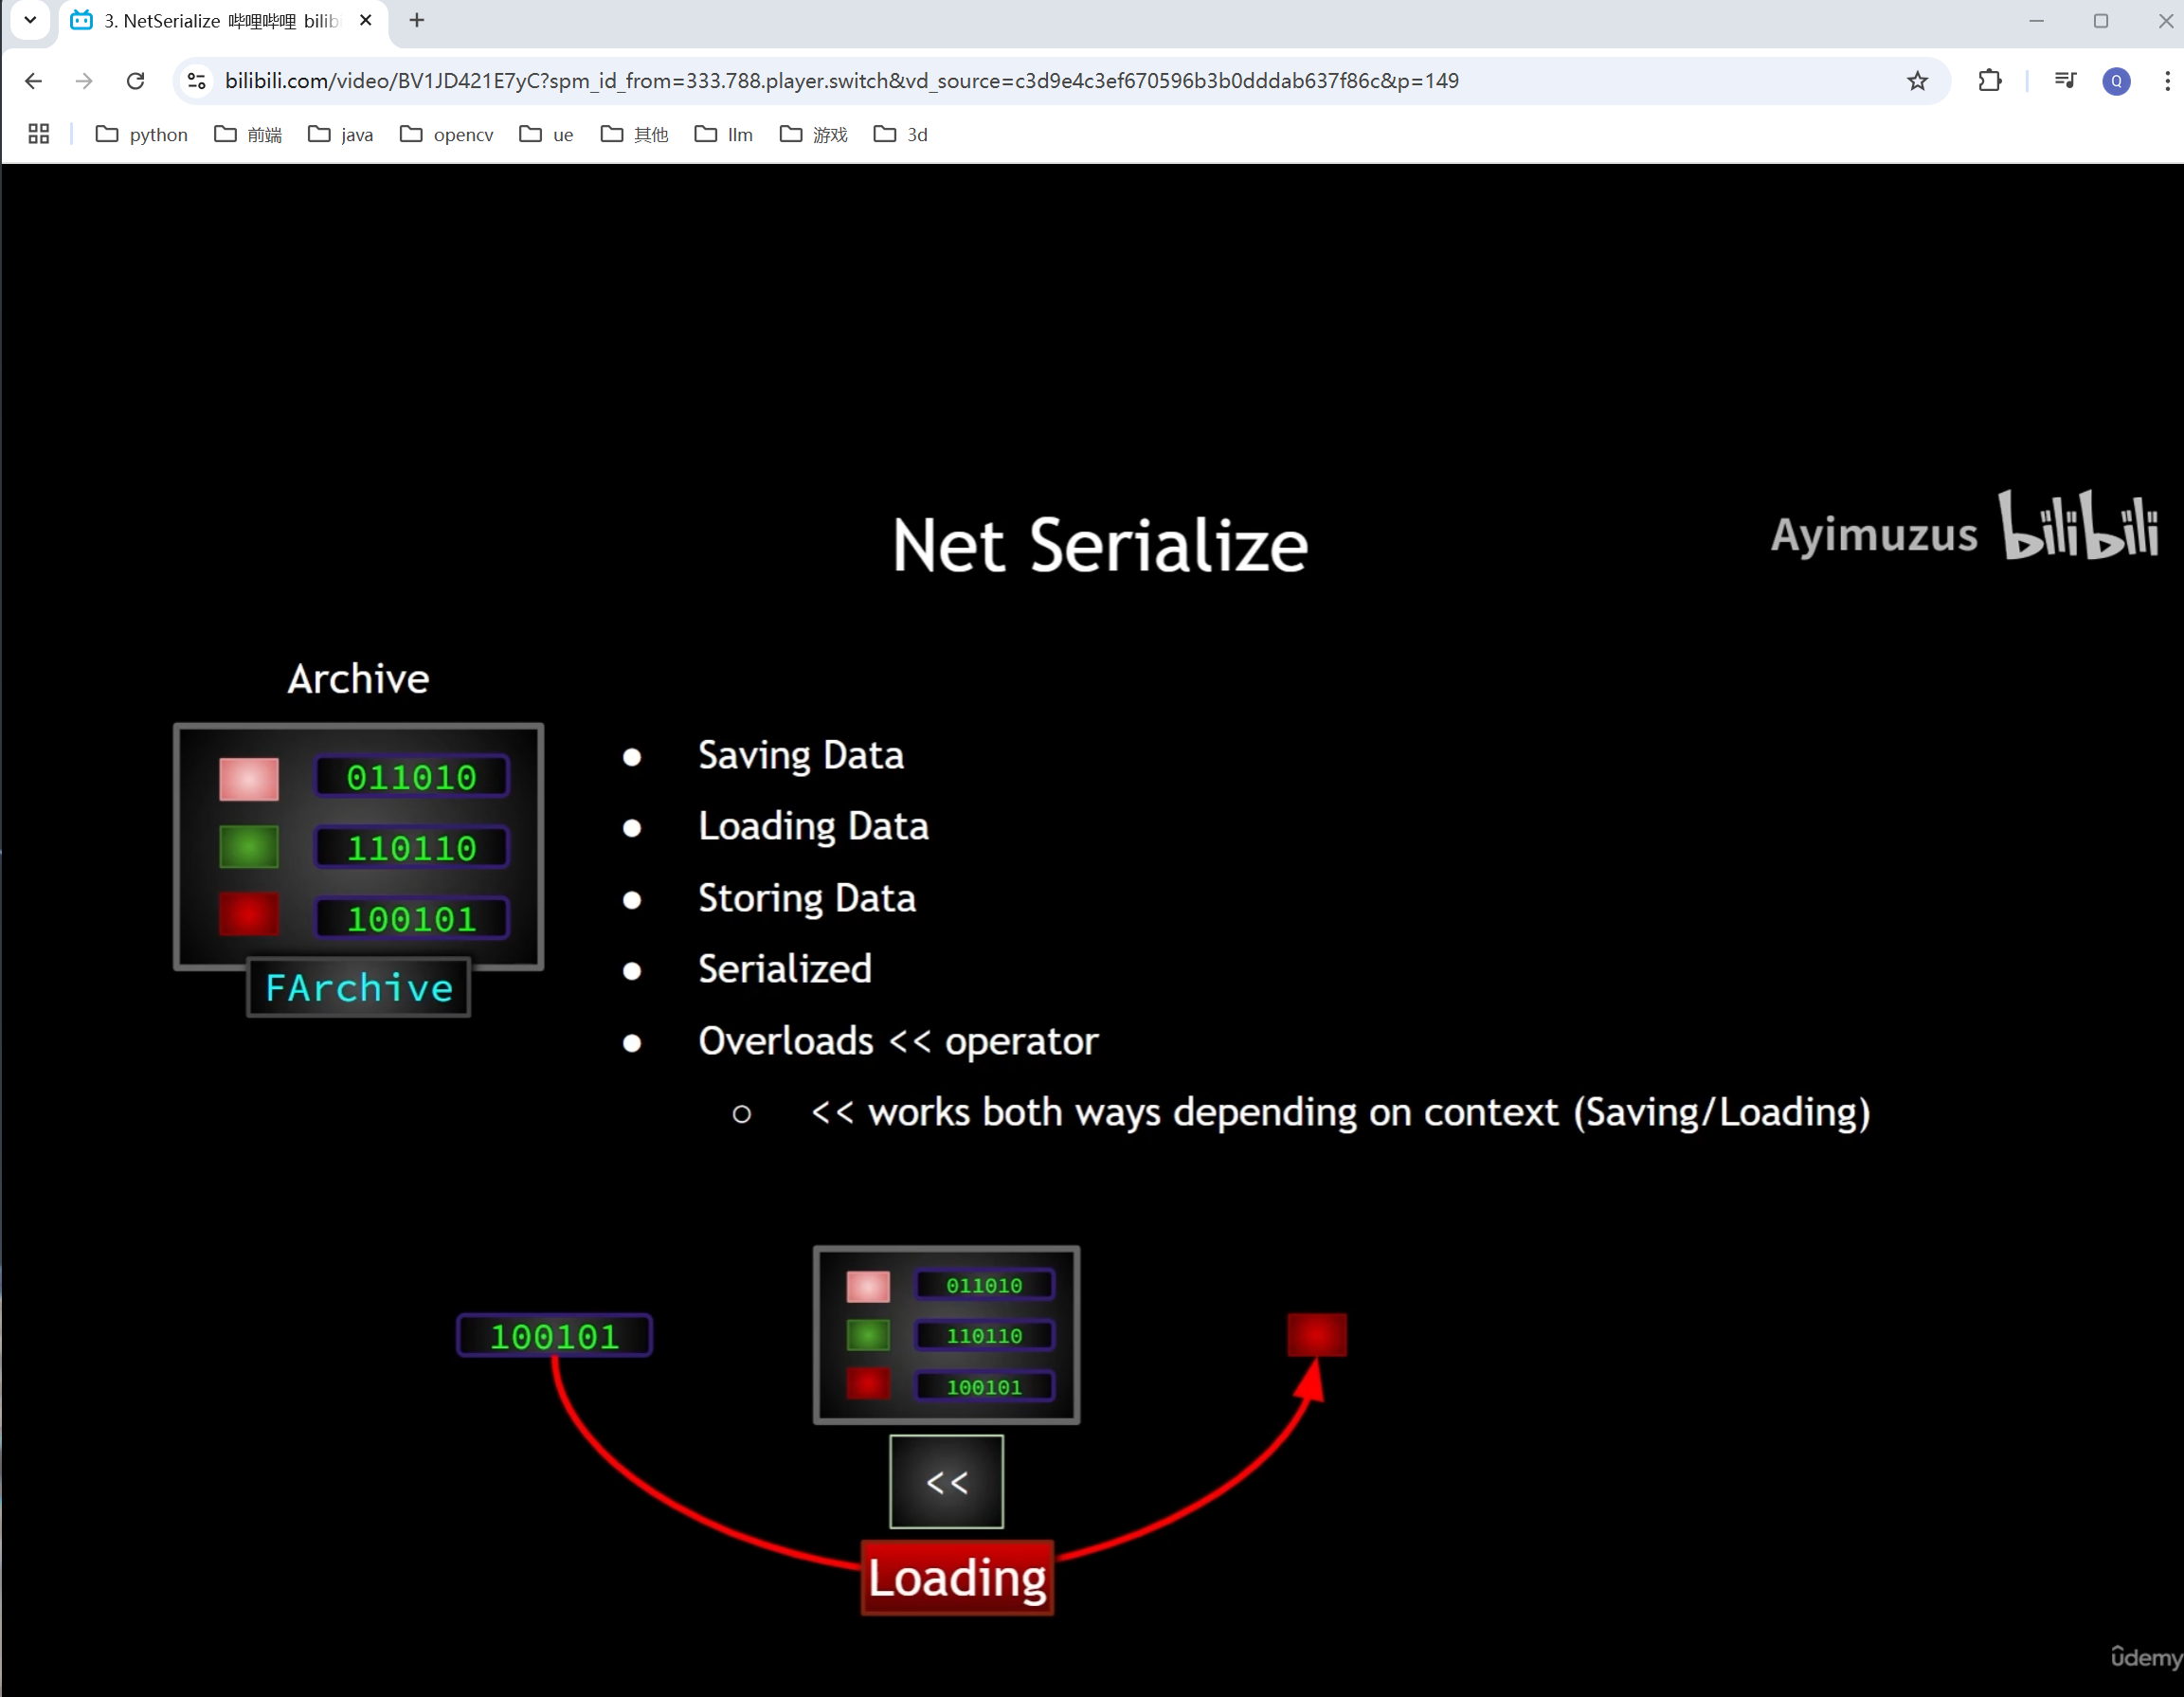 3. NetSerialize 哔哩哔哩 bilib
bilibili.com/video/BV1JD421E7yC?spm_id_from=333.788.player.switch&vd_source=c3d9e4c3ef670596b3b0dddab637f86c&p=149
Q
python 前端 java opencv ue 其他 llm 游戏 3d
Net Serialize
Ayimuzus bilibili
Archive
011010
110110
100101
FArchive
● Saving Data
● Loading Data
● Storing Data
● Serialized
● Overloads << operator
○ << works both ways depending on context (Saving/Loading)
100101
011010
110110
100101
<<
Loading
udemy